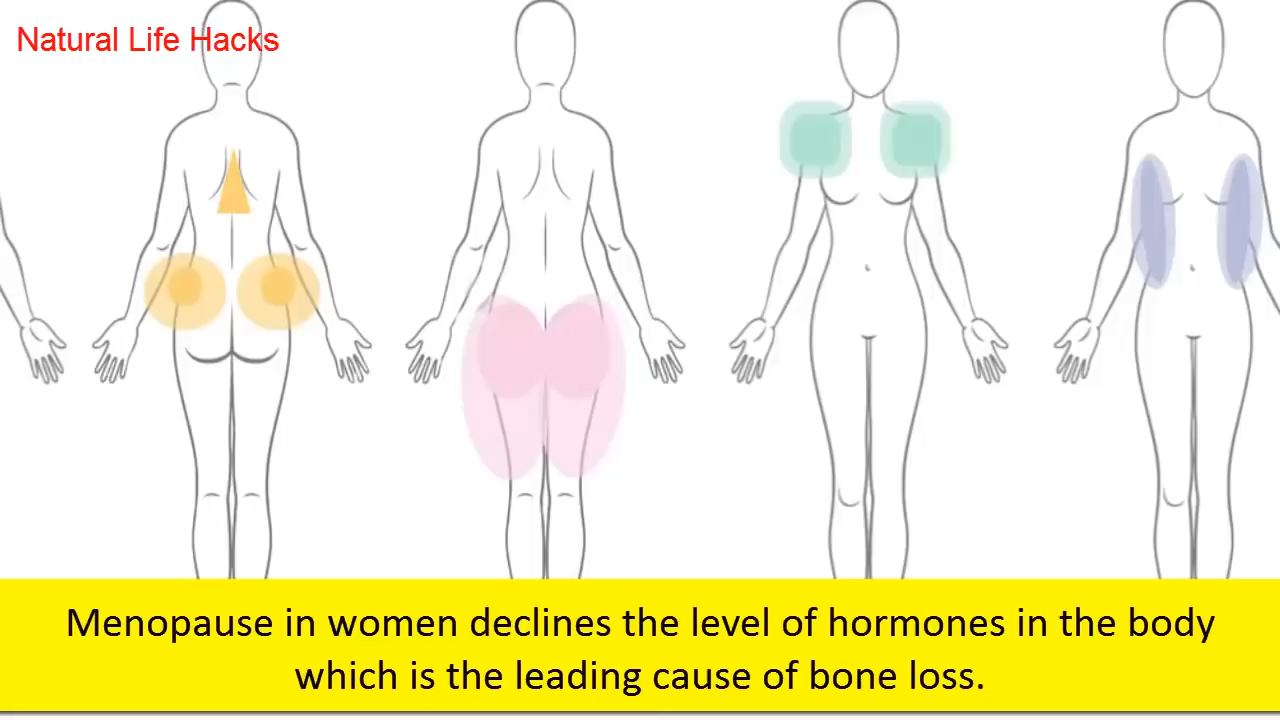 Natural Life Hacks
Menopause in women declines the level of hormones in the body
which is the leading cause of bone loss.